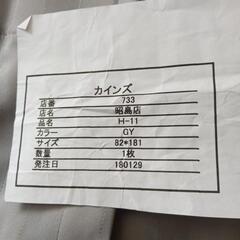 カインズ
店番 733
店名 昭島店
品名 H-11
カラー GY
サイズ 82*181
数量 1枚
発注日 180129